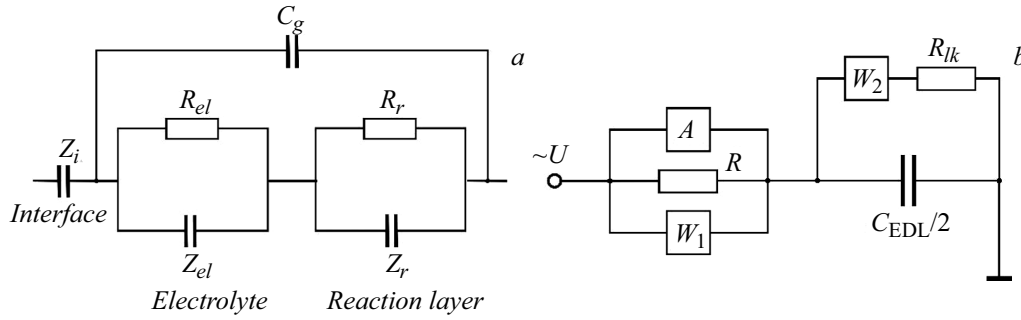 C_g
a
R_el
R_r
Z_i
Interface
Z_el
Z_r
Electrolyte
Reaction layer
b
R_lk
W_2
A
~U
R
W_1
C_EDL/2